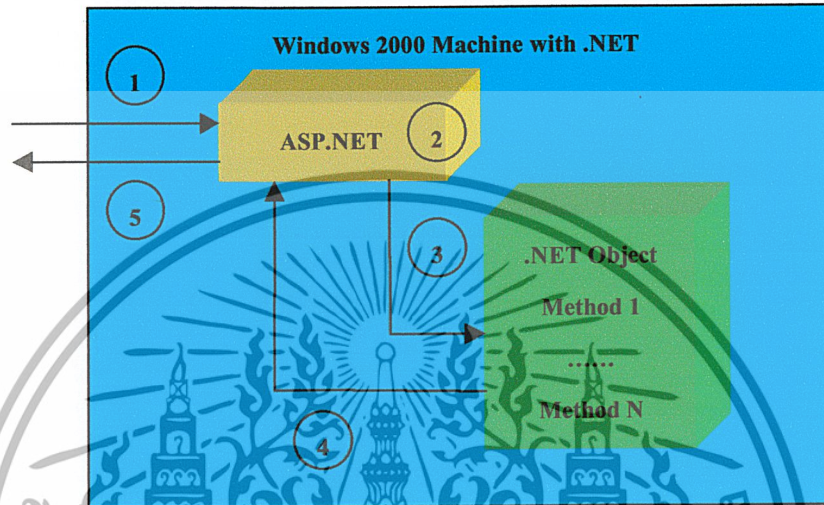 Windows 2000 Machine with .NET
1
ASP.NET
2
5
3
.NET Object
Method 1
......
Method N
4